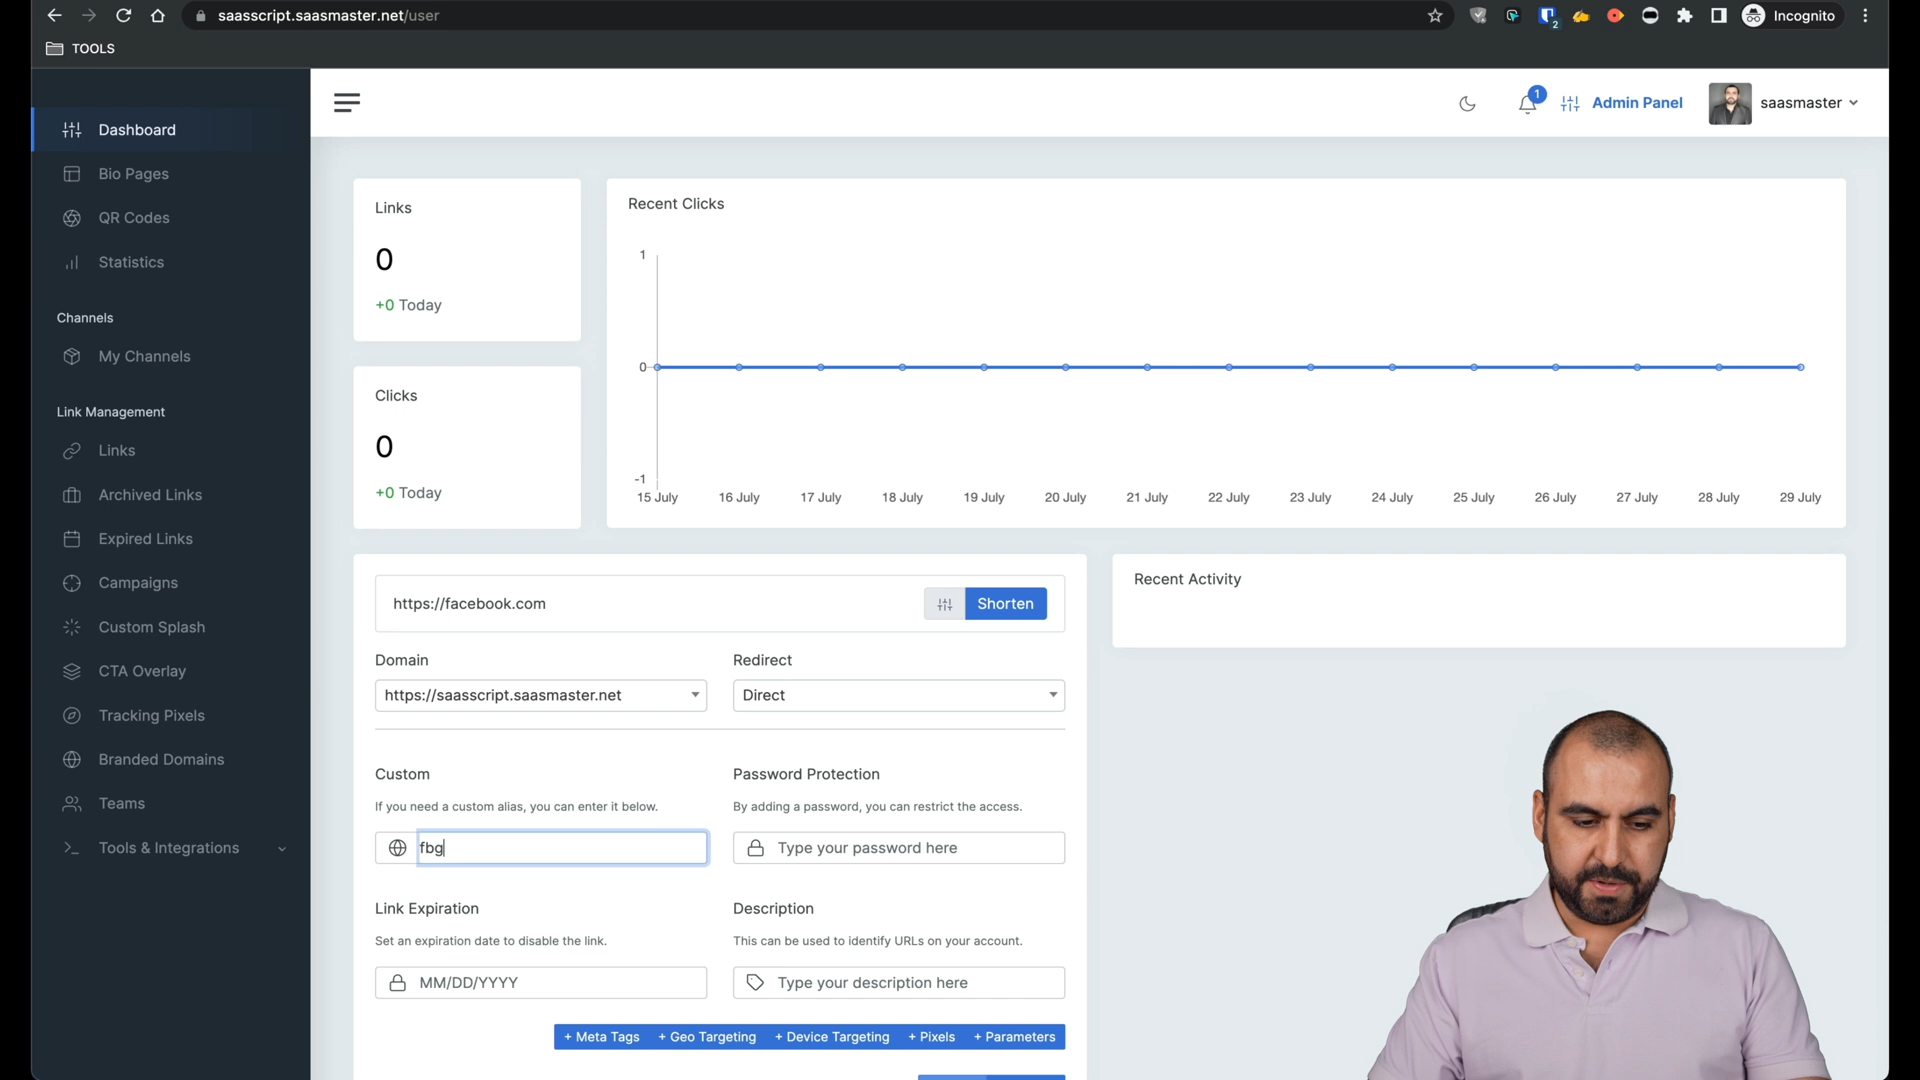 saasscript.saasmaster.net/user
2
Incognito
TOOLS
Dashboard
Bio Pages
QR Codes
Statistics
Channels
My Channels
Link Management
Links
Archived Links
Expired Links
Campaigns
Custom Splash
CTA Overlay
Tracking Pixels
Branded Domains
Teams
Tools & Integrations
1
Admin Panel
saasmaster
Links
0
+0 Today
Clicks
0
+0 Today
Recent Clicks
1
0
-1
15 July 16 July 17 July 18 July 19 July 20 July 21 July 22 July 23 July 24 July 25 July 26 July 27 July 28 July 29 July
https://facebook.com
Shorten
Domain
https://saasscript.saasmaster.net
Redirect
Direct
Custom
If you need a custom alias, you can enter it below.
fbg
Password Protection
By adding a password, you can restrict the access.
Type your password here
Link Expiration
Set an expiration date to disable the link.
MM/DD/YYYY
Description
This can be used to identify URLs on your account.
Type your description here
+ Meta Tags + Geo Targeting + Device Targeting + Pixels + Parameters
Recent Activity